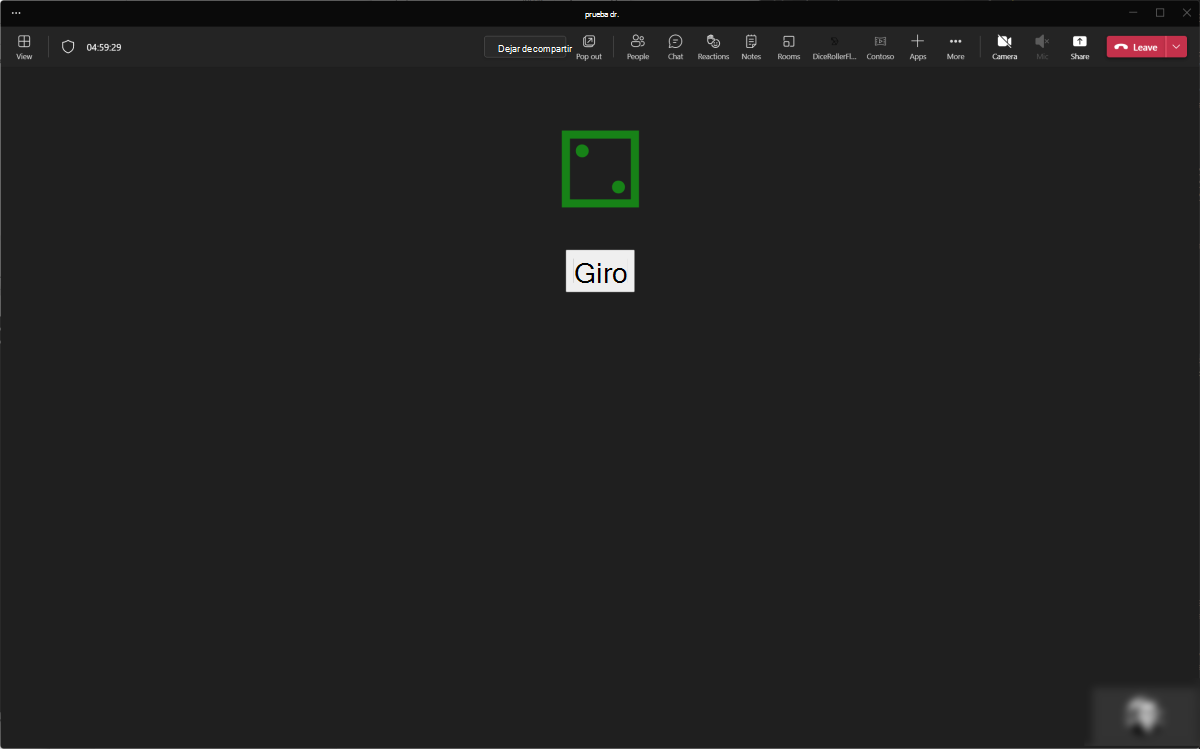 prueba dr.
View
04:59:29
Dejar de compartir
Pop out
People
Chat
Reactions
Notes
Rooms
DiceRollerFl...
Contoso
Apps
More
Camera
Mic
Share
Leave
Giro